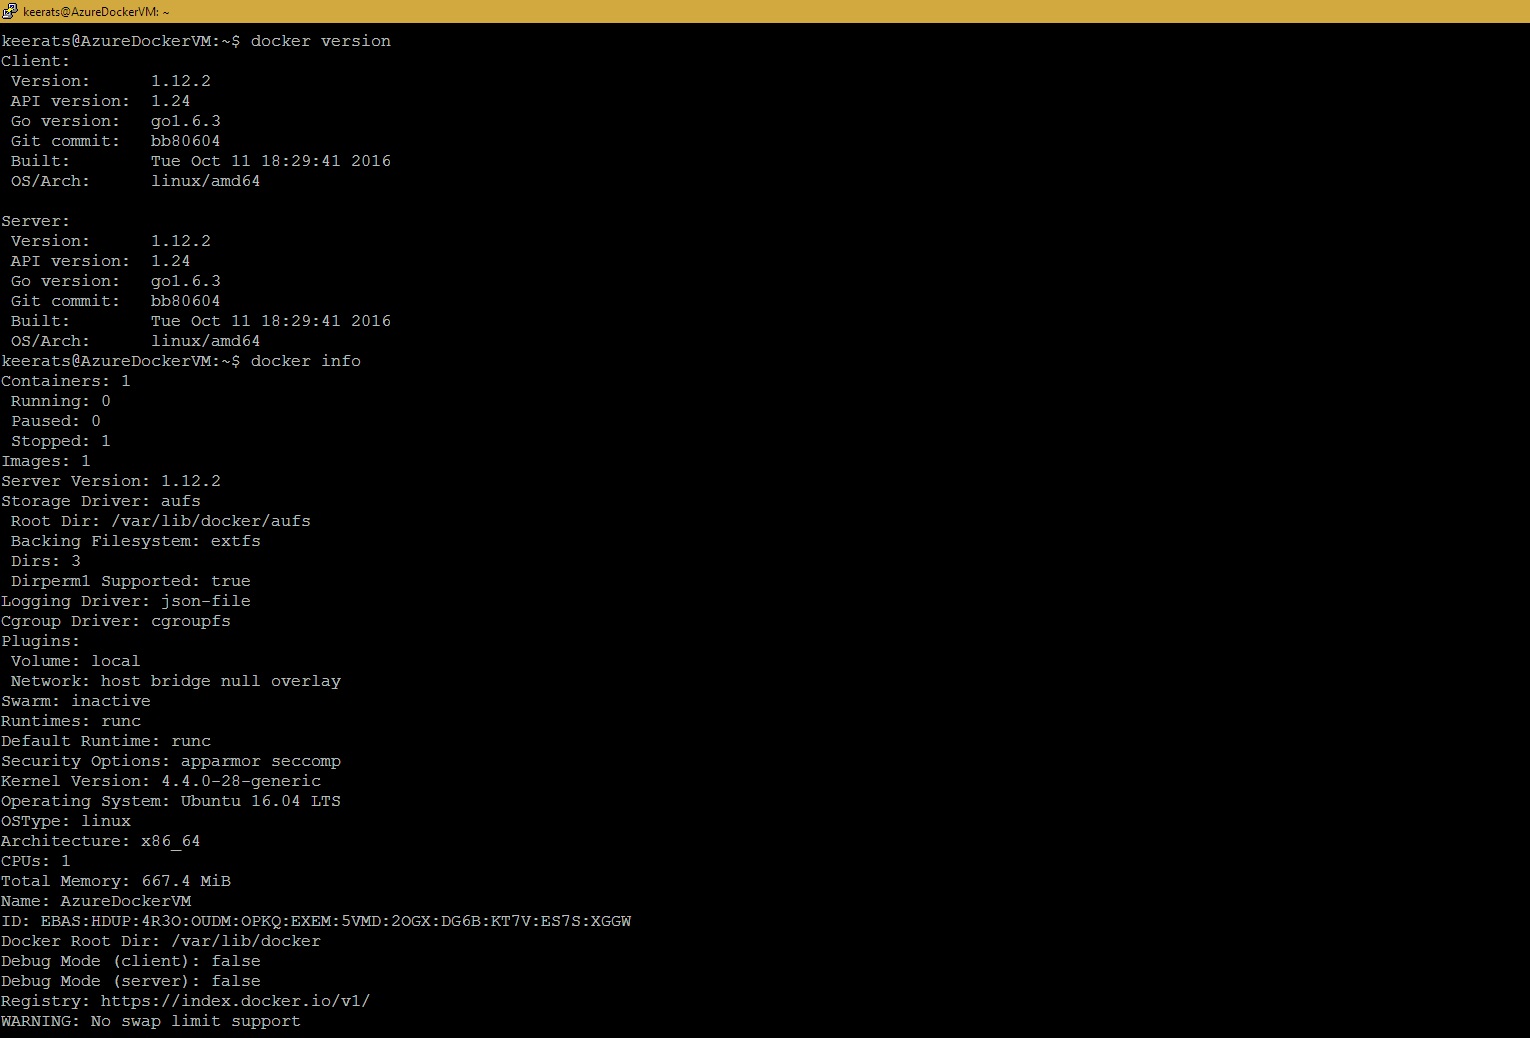 keerats@AzureDockerVM: ~
keerats@AzureDockerVM:~$ docker version
Client:
 Version:      1.12.2
 API version:  1.24
 Go version:   go1.6.3
 Git commit:   bb80604
 Built:        Tue Oct 11 18:29:41 2016
 OS/Arch:      linux/amd64

Server:
 Version:      1.12.2
 API version:  1.24
 Go version:   go1.6.3
 Git commit:   bb80604
 Built:        Tue Oct 11 18:29:41 2016
 OS/Arch:      linux/amd64
keerats@AzureDockerVM:~$ docker info
Containers: 1
 Running: 0
 Paused: 0
 Stopped: 1
Images: 1
Server Version: 1.12.2
Storage Driver: aufs
 Root Dir: /var/lib/docker/aufs
 Backing Filesystem: extfs
 Dirs: 3
 Dirperm1 Supported: true
Logging Driver: json-file
Cgroup Driver: cgroupfs
Plugins:
 Volume: local
 Network: host bridge null overlay
Swarm: inactive
Runtimes: runc
Default Runtime: runc
Security Options: apparmor seccomp
Kernel Version: 4.4.0-28-generic
Operating System: Ubuntu 16.04 LTS
OSType: linux
Architecture: x86_64
CPUs: 1
Total Memory: 667.4 MiB
Name: AzureDockerVM
ID: EBAS:HDUP:4R3O:OUDM:OPKQ:EXEM:5VMD:2OGX:DG6B:KT7V:ES7S:XGGW
Docker Root Dir: /var/lib/docker
Debug Mode (client): false
Debug Mode (server): false
Registry: https://index.docker.io/v1/
WARNING: No swap limit support